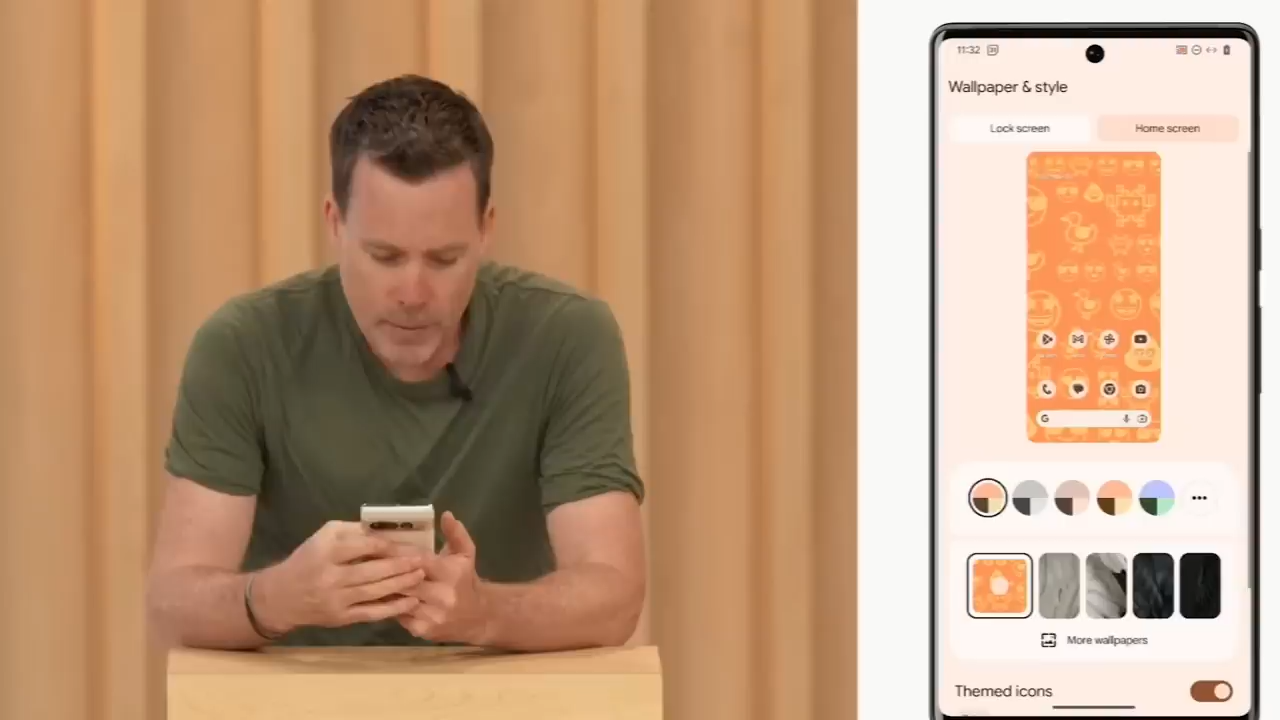 11:32
Wallpaper & style
Lock screen
Home screen
G
More wallpapers
Themed icons